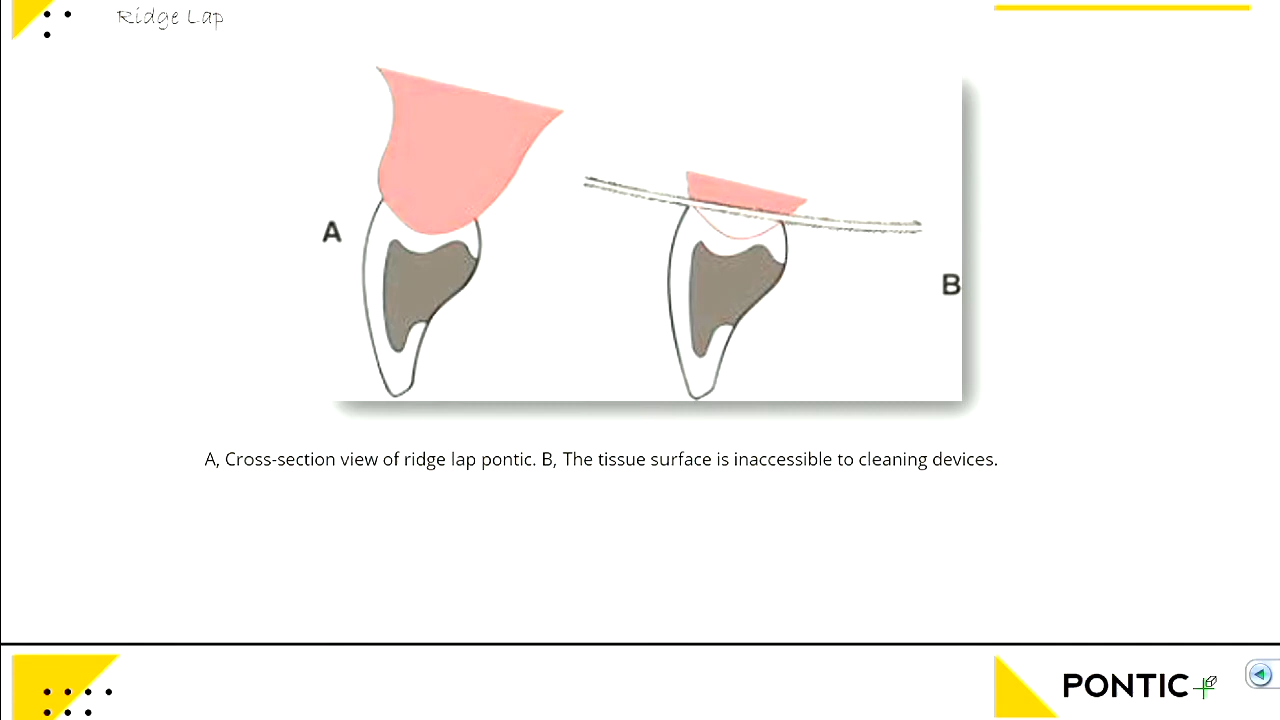 Ridge Lap
A
B
A, Cross-section view of ridge lap pontic. B, The tissue surface is inaccessible to cleaning devices.
PONTIC